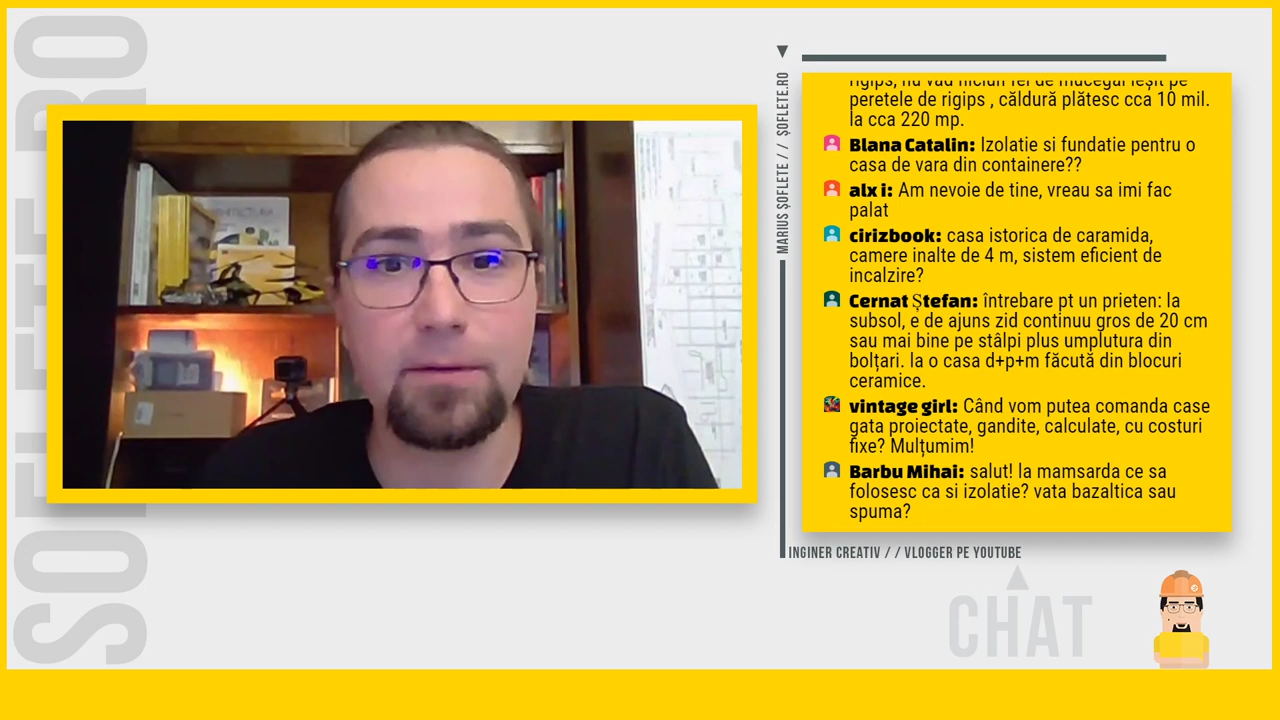 SOFLETE.RO
MARIUS ȘOFLETE // ȘOFLETE.RO
peretele de rigips , căldură plătesc cca 10 mil.
la cca 220 mp.
Blana Catalin: Izolatie si fundatie pentru o
casa de vara din containere??
alx i: Am nevoie de tine, vreau sa imi fac
palat
cirizbook: casa istorica de caramida,
camere inalte de 4 m, sistem eficient de
incalzire?
Cernat Ștefan: întrebare pt un prieten: la
subsol, e de ajuns zid continuu gros de 20 cm
sau mai bine pe stâlpi plus umplutura din
bolțari. la o casa d+p+m făcută din blocuri
ceramice.
vintage girl: Când vom putea comanda case
gata proiectate, gandite, calculate, cu costuri
fixe? Mulțumim!
Barbu Mihai: salut! la mamsarda ce sa
folosesc ca si izolatie? vata bazaltica sau
spuma?
INGINER CREATIV // VLOGGER PE YOUTUBE
CHAT